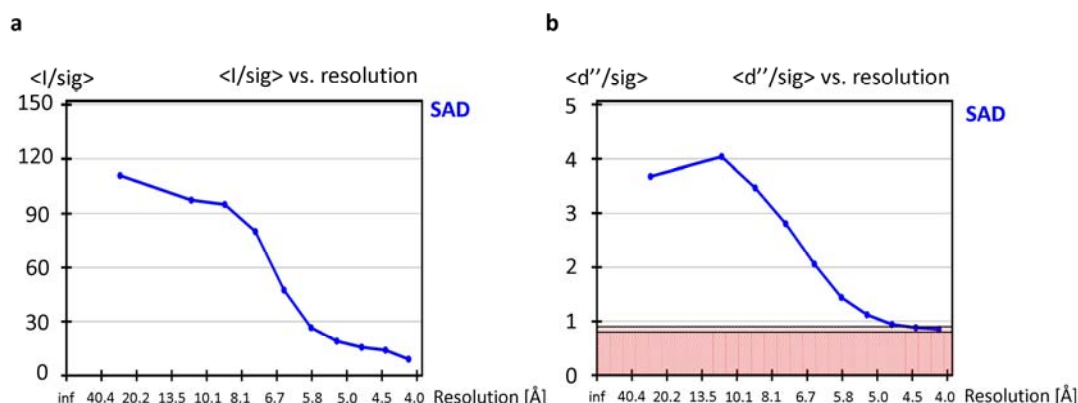 a
<I/sig>
<I/sig> vs. resolution
150
SAD
120
90
60
30
0
inf 40.4 20.2 13.5 10.1 8.1 6.7 5.8 5.0 4.5 4.0 Resolution [Å]
b
<d''/sig>
<d''/sig> vs. resolution
5
SAD
4
3
2
1
0
inf 40.4 20.2 13.5 10.1 8.1 6.7 5.8 5.0 4.5 4.0 Resolution [Å]